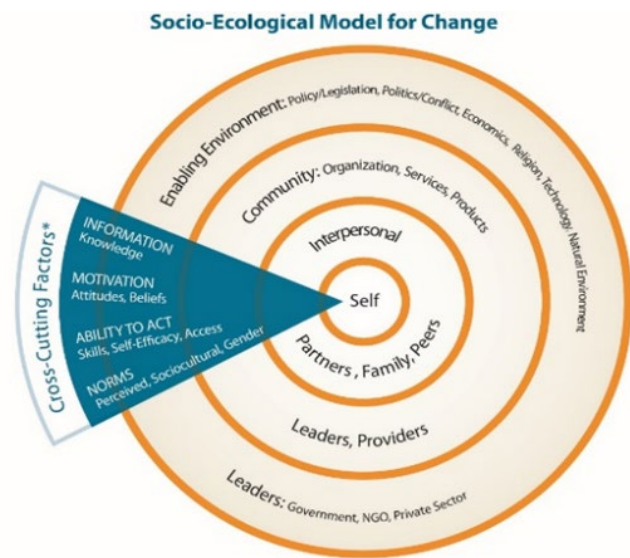 Socio-Ecological Model for Change
Enabling Environment: Policy/Legislation, Politics/Conflict, Economics, Religion, Technology, Natural Environment
Community: Organization, Services, Products
Interpersonal
Self
Partners, Family, Peers
Leaders, Providers
Leaders: Government, NGO, Private Sector
Cross-Cutting Factors*
INFORMATION
Knowledge
MOTIVATION
Attitudes, Beliefs
ABILITY TO ACT
Skills, Self-Efficacy, Access
NORMS
Perceived, Sociocultural, Gender